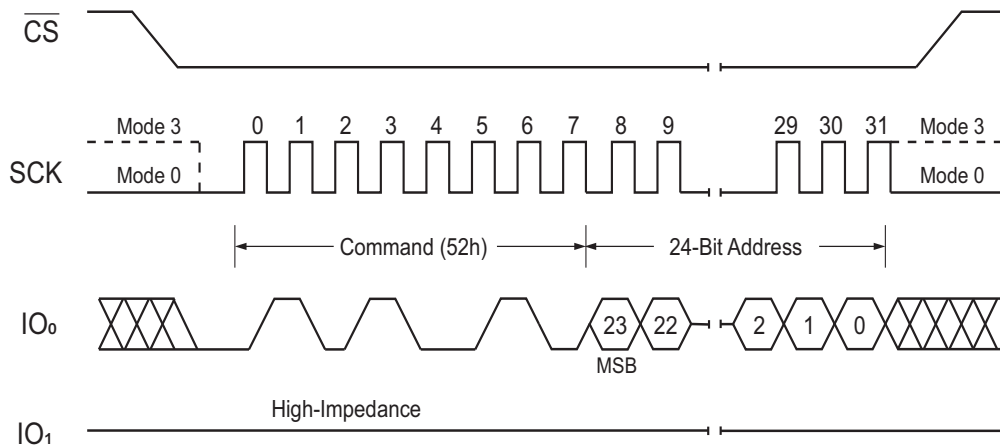 CS
Mode 3 0 1 2 3 4 5 6 7 8 9 29 30 31 Mode 3
SCK Mode 0 Mode 0
Command (52h) 24-Bit Address
IO₀ 23 22 2 1 0
MSB
High-Impedance
IO₁